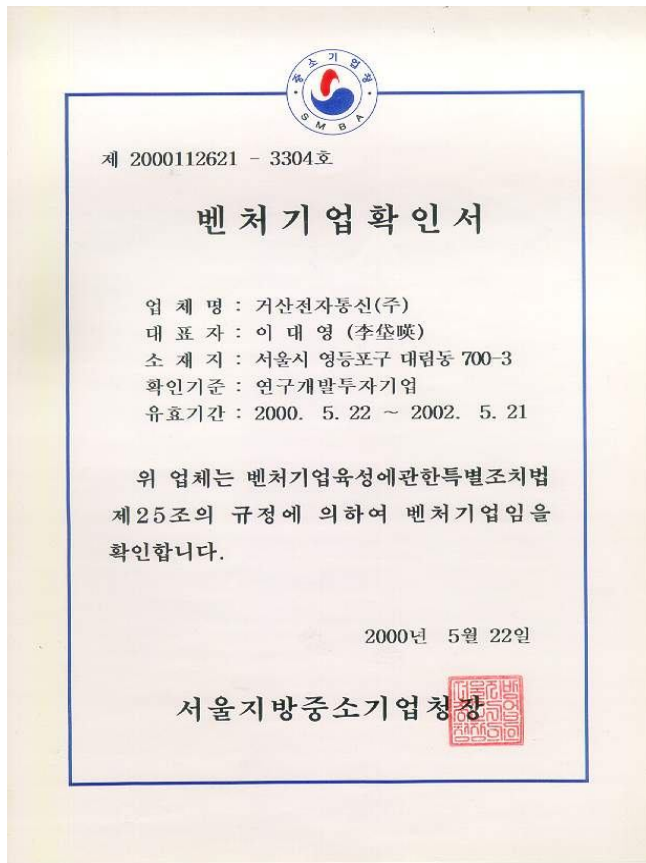 중소기업청
SMBA
제 2000112621 - 3304호
벤처기업확인서
업 체 명 : 거산전자통신(주)
대 표 자 : 이 대 영 (李垈暎)
소 재 지 : 서울시 영등포구 대림동 700-3
확인기준 : 연구개발투자기업
유효기간 : 2000. 5. 22 ~ 2002. 5. 21
위 업체는 벤처기업육성에관한특별조치법
제25조의 규정에 의하여 벤처기업임을
확인합니다.
2000년 5월 22일
서울지방중소기업청장